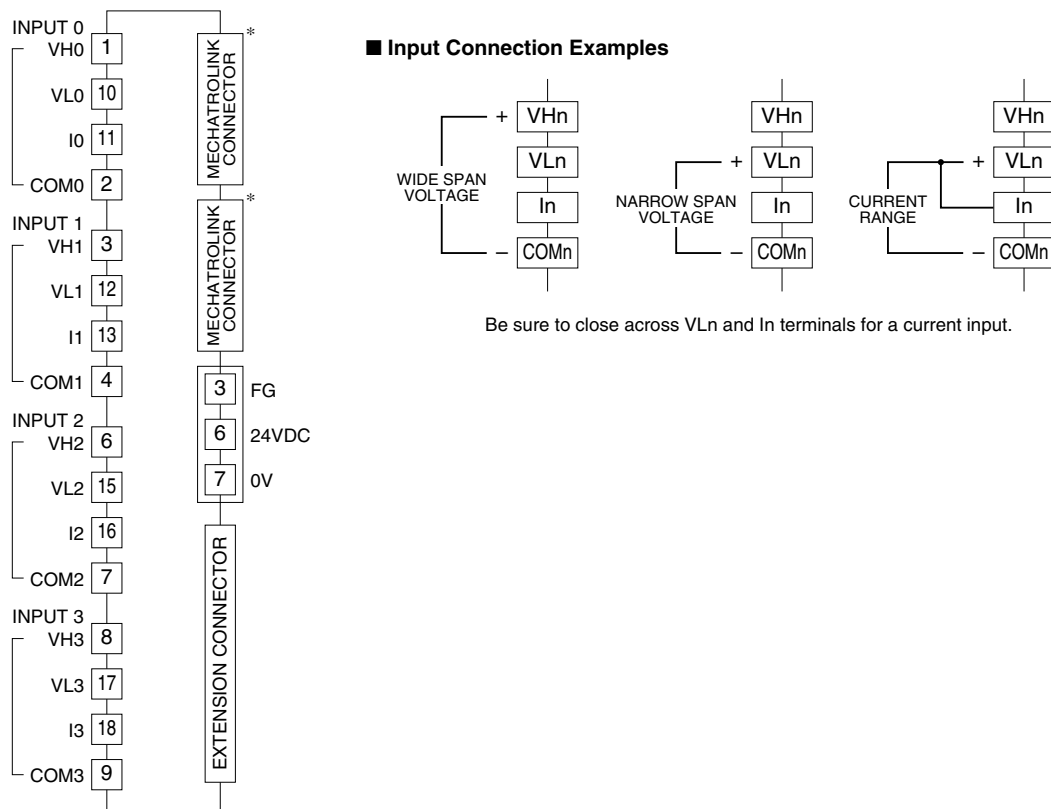 INPUT 0
VH0 1
VL0 10
I0 11
COM0 2
INPUT 1
VH1 3
VL1 12
I1 13
COM1 4
INPUT 2
VH2 6
VL2 15
I2 16
COM2 7
INPUT 3
VH3 8
VL3 17
I3 18
COM3 9
*
MECHATROLINK
CONNECTOR
*
MECHATROLINK
CONNECTOR
3 FG
6 24VDC
7 0V
EXTENSION CONNECTOR
■ Input Connection Examples
WIDE SPAN
VOLTAGE
+ VHn
VLn
In
– COMn
NARROW SPAN
VOLTAGE
VHn
+ VLn
In
– COMn
CURRENT
RANGE
VHn
+ VLn
In
– COMn
Be sure to close across VLn and In terminals for a current input.